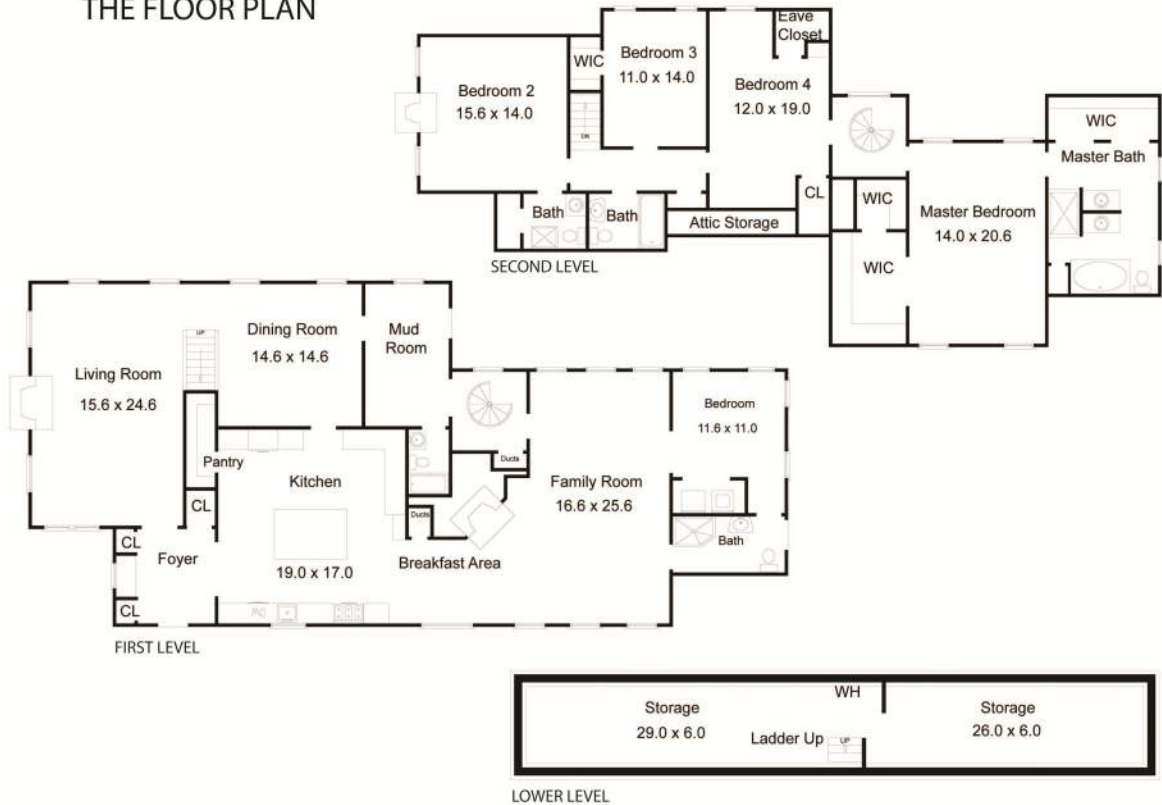 THE FLOOR PLAN
Eave
Closet
WIC
Bedroom 3
11.0 x 14.0
Bedroom 4
12.0 x 19.0
Bedroom 2
15.6 x 14.0
DN
WIC
Master Bath
CL
WIC
Master Bedroom
14.0 x 20.6
Bath
Bath
Attic Storage
WIC
SECOND LEVEL
UP
Dining Room
14.6 x 14.6
Mud
Room
Living Room
15.6 x 24.6
Bedroom
11.6 x 11.0
Pantry
Ducts
Kitchen
Family Room
16.6 x 25.6
CL
Ducts
CL
Foyer
Bath
Breakfast Area
19.0 x 17.0
CL
DW
FIRST LEVEL
WH
Storage
29.0 x 6.0
Storage
26.0 x 6.0
Ladder Up
UP
LOWER LEVEL